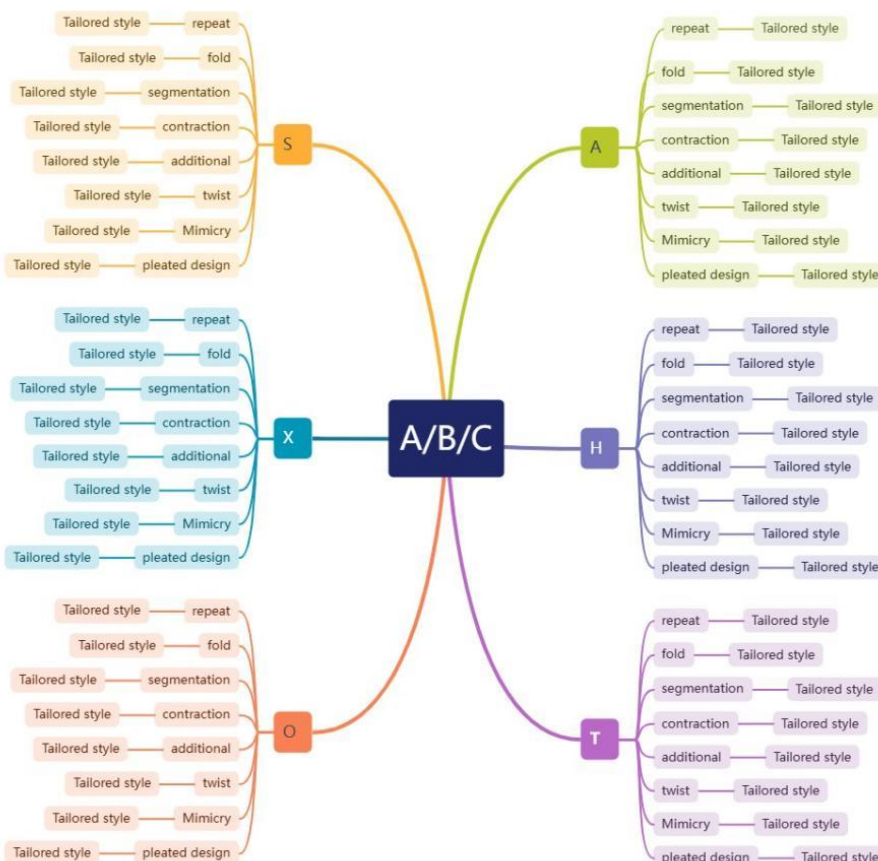 Tailored style repeat
Tailored style fold
Tailored style segmentation
Tailored style contraction
Tailored style additional
Tailored style twist
Tailored style Mimicry
Tailored style pleated design
S
Tailored style repeat
Tailored style fold
Tailored style segmentation
Tailored style contraction
Tailored style additional
Tailored style twist
Tailored style Mimicry
Tailored style pleated design
X
Tailored style repeat
Tailored style fold
Tailored style segmentation
Tailored style contraction
Tailored style additional
Tailored style twist
Tailored style Mimicry
Tailored style pleated design
O
A/B/C
A
repeat Tailored style
fold Tailored style
segmentation Tailored style
contraction Tailored style
additional Tailored style
twist Tailored style
Mimicry Tailored style
pleated design Tailored style
H
repeat Tailored style
fold Tailored style
segmentation Tailored style
contraction Tailored style
additional Tailored style
twist Tailored style
Mimicry Tailored style
pleated design Tailored style
T
repeat Tailored style
fold Tailored style
segmentation Tailored style
contraction Tailored style
additional Tailored style
twist Tailored style
Mimicry Tailored style
pleated design Tailored style